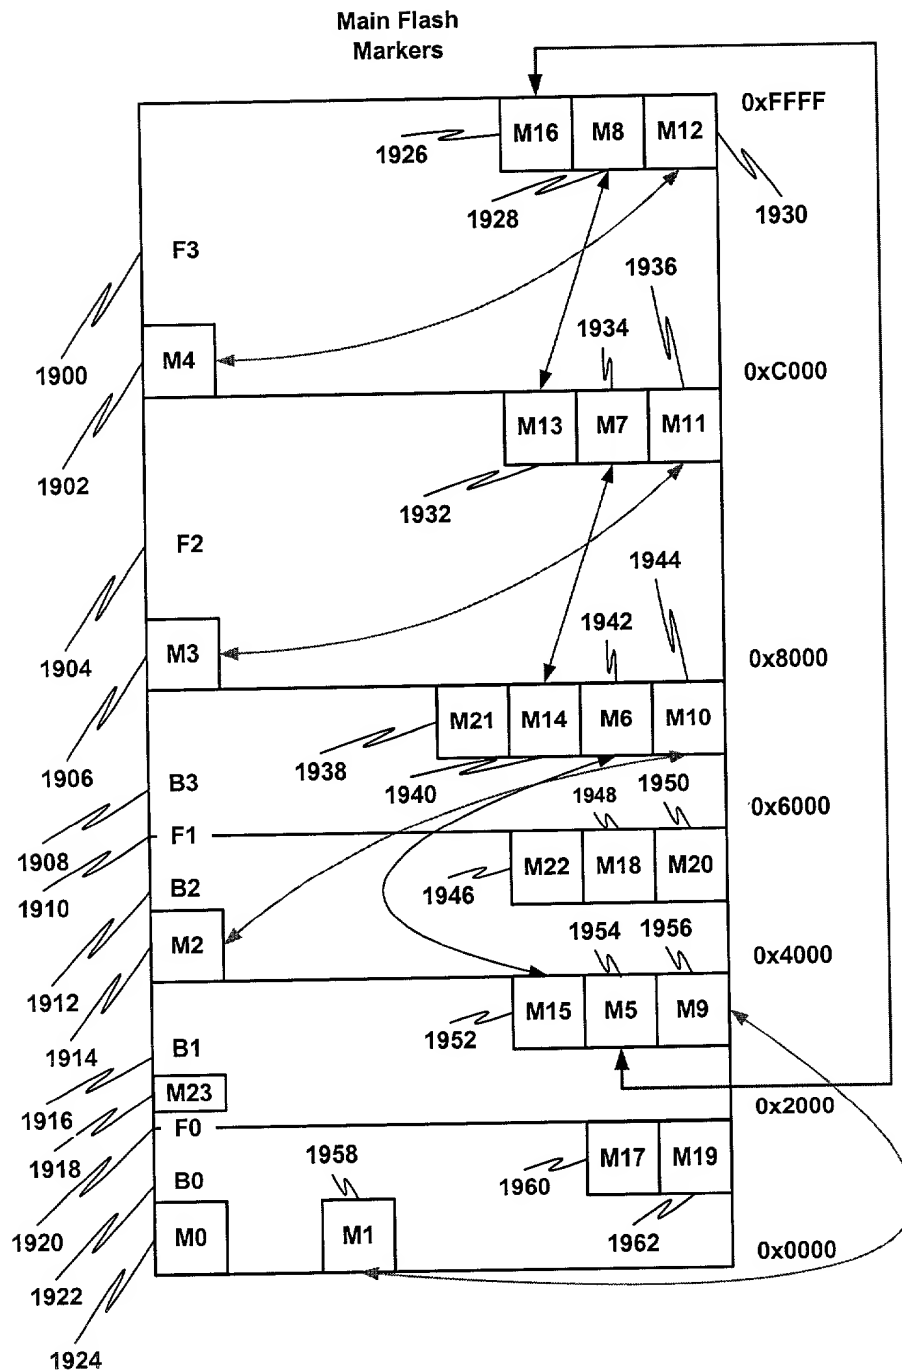 Main Flash
Markers
0xFFFF
M16 M8 M12
1926
1928
1930
F3
1936
1934
1900
M4
0xC000
M13 M7 M11
1902
1932
F2
1944
1942
1904
M3
0x8000
M21 M14 M6 M10
1938
1906
1940
B3
1948
1950
0x6000
F1
1908
M22 M18 M20
1910
B2
1946
1954
1956
M2
0x4000
1912
M15 M5 M9
1952
1914
B1
M23
1916
0x2000
F0
1918
1958
M17 M19
B0
1960
1920
M0
M1
1962
0x0000
1922
1924